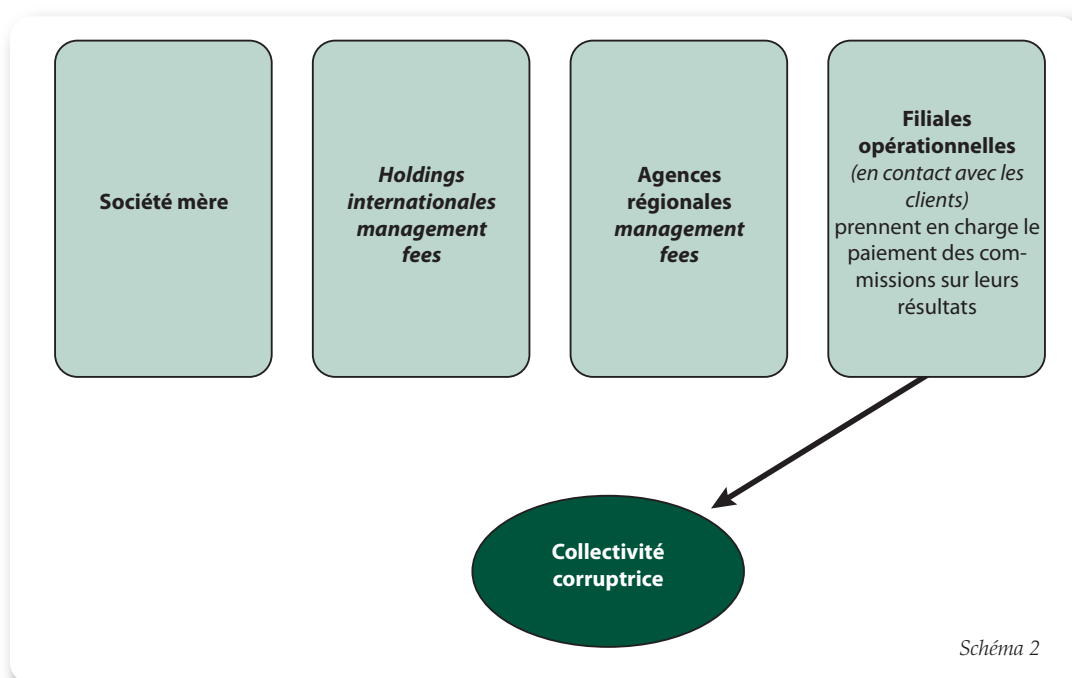 Société mère
Holdings
internationales
management
fees
Agences
régionales
management
fees
Filiales
opérationnelles
(en contact avec les
clients)
prennent en charge le
paiement des com-
missions sur leurs
résultats
Collectivité
corruptrice
Schéma 2